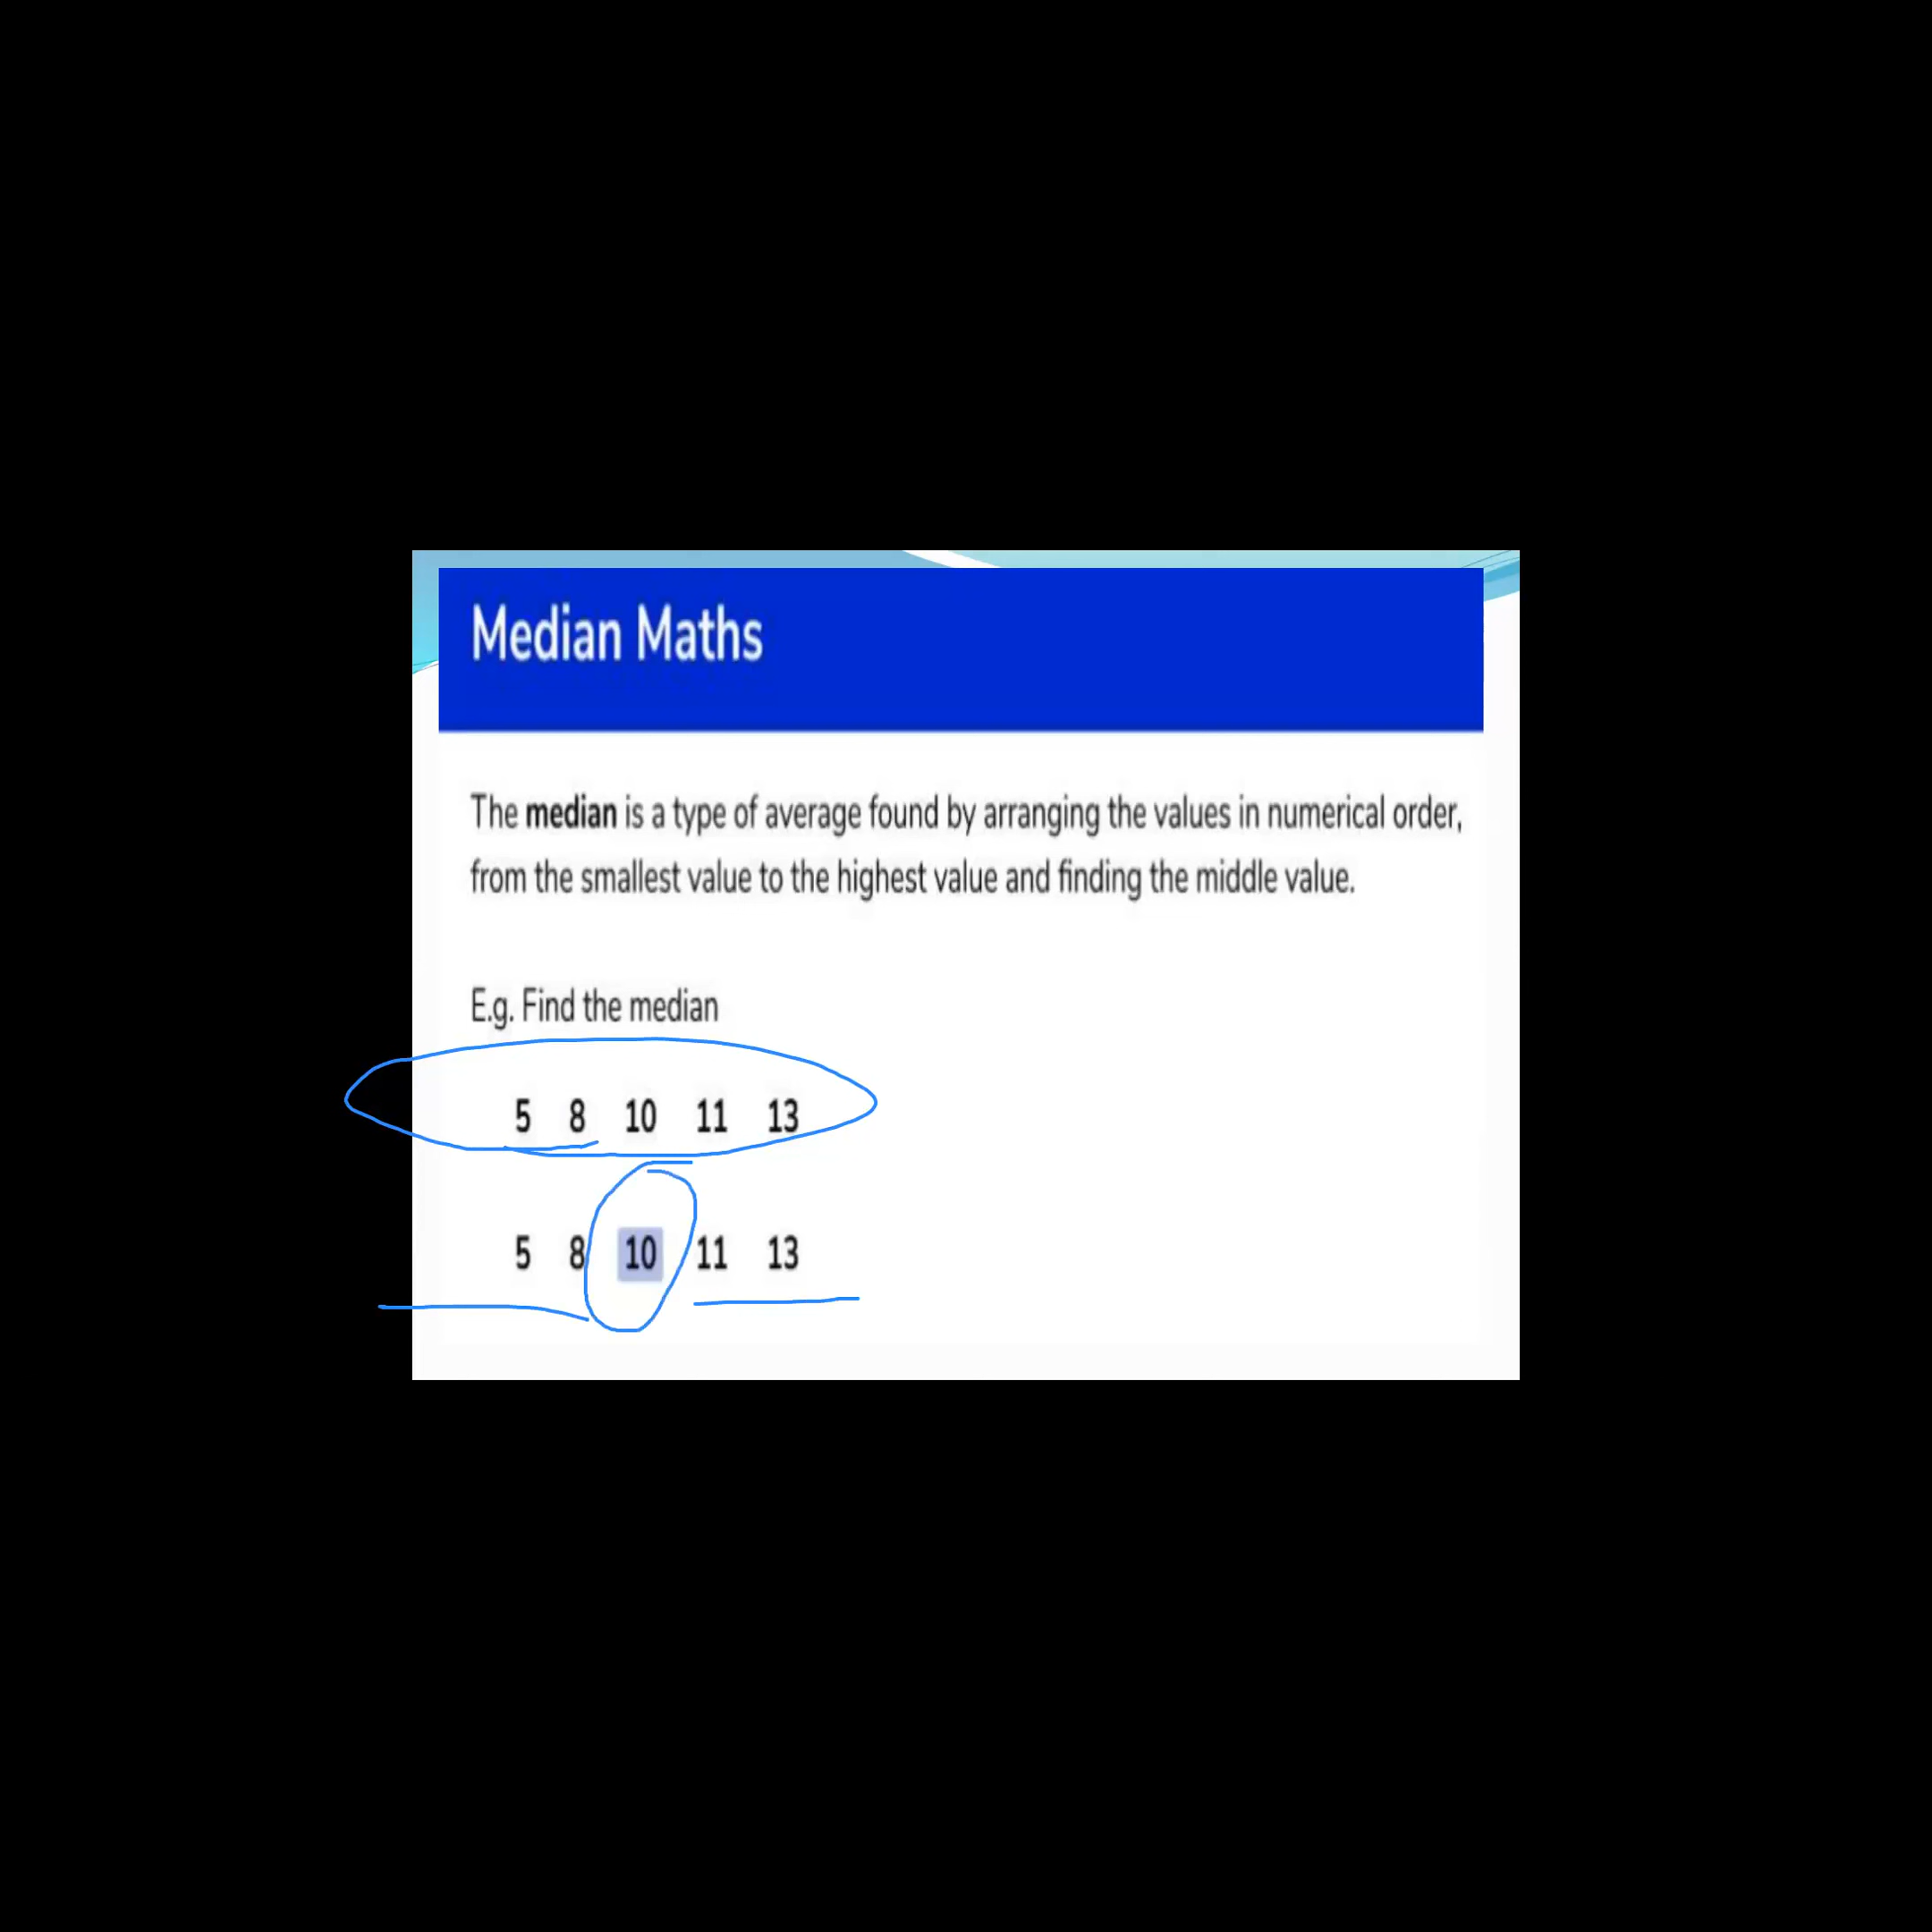 Median Maths
The median is a type of average found by arranging the values in numerical order,
from the smallest value to the highest value and finding the middle value.
E.g. Find the median
5 8 10 11 13
5 8 10 11 13